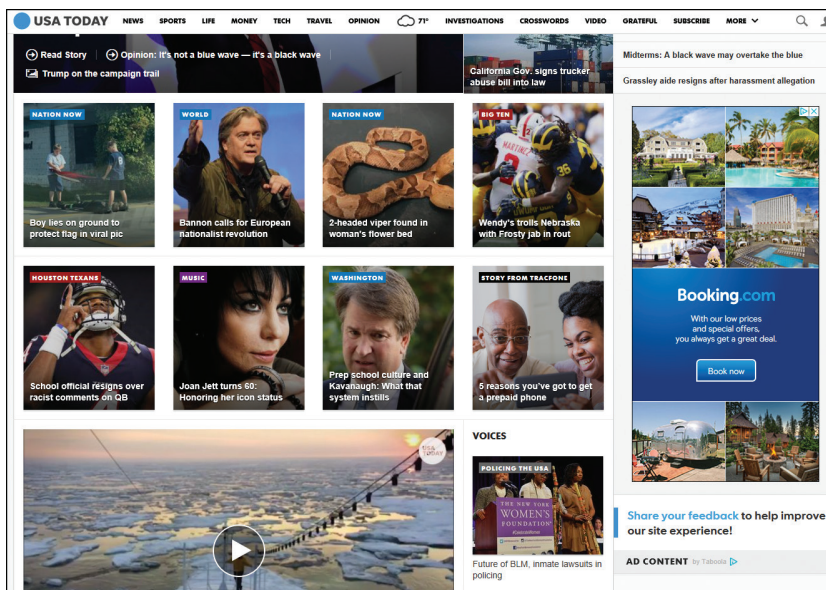 USA TODAY NEWS SPORTS LIFE MONEY TECH TRAVEL OPINION 71° INVESTIGATIONS CROSSWORDS VIDEO GRATEFUL SUBSCRIBE MORE
Read Story Opinion: It's not a blue wave — it's a black wave
Trump on the campaign trail
California Gov. signs trucker
abuse bill into law
Midterms: A black wave may overtake the blue
Grassley aide resigns after harassment allegation
NATION NOW
Boy lies on ground to
protect flag in viral pic
WORLD
Bannon calls for European
nationalist revolution
NATION NOW
2-headed viper found in
woman's flower bed
BIG TEN
MARTINEZ
2
36
Wendy's trolls Nebraska
with Frosty jab in rout
HOUSTON TEXANS
School official resigns over
racist comments on QB
MUSIC
Joan Jett turns 60:
Honoring her icon status
WASHINGTON
Prep school culture and
Kavanaugh: What that
system instills
STORY FROM TRACFONE
5 reasons you've got to get
a prepaid phone
Booking.com
With our low prices
and special offers,
you always get a great deal.
Book now
USA
TODAY
VOICES
POLICING THE USA
THE NEW YORK
WOMEN'S
FOUNDATION
Future of BLM, inmate lawsuits in
policing
Share your feedback to help improve
our site experience!
AD CONTENT by Taboola